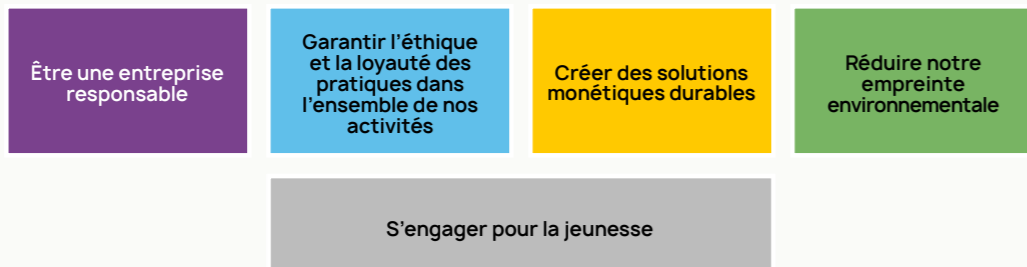 Être une entreprise
responsable
Garantir l’éthique
et la loyauté des
pratiques dans
l’ensemble de nos
activités
Créer des solutions
monétiques durables
Réduire notre
empreinte
environnementale
S’engager pour la jeunesse